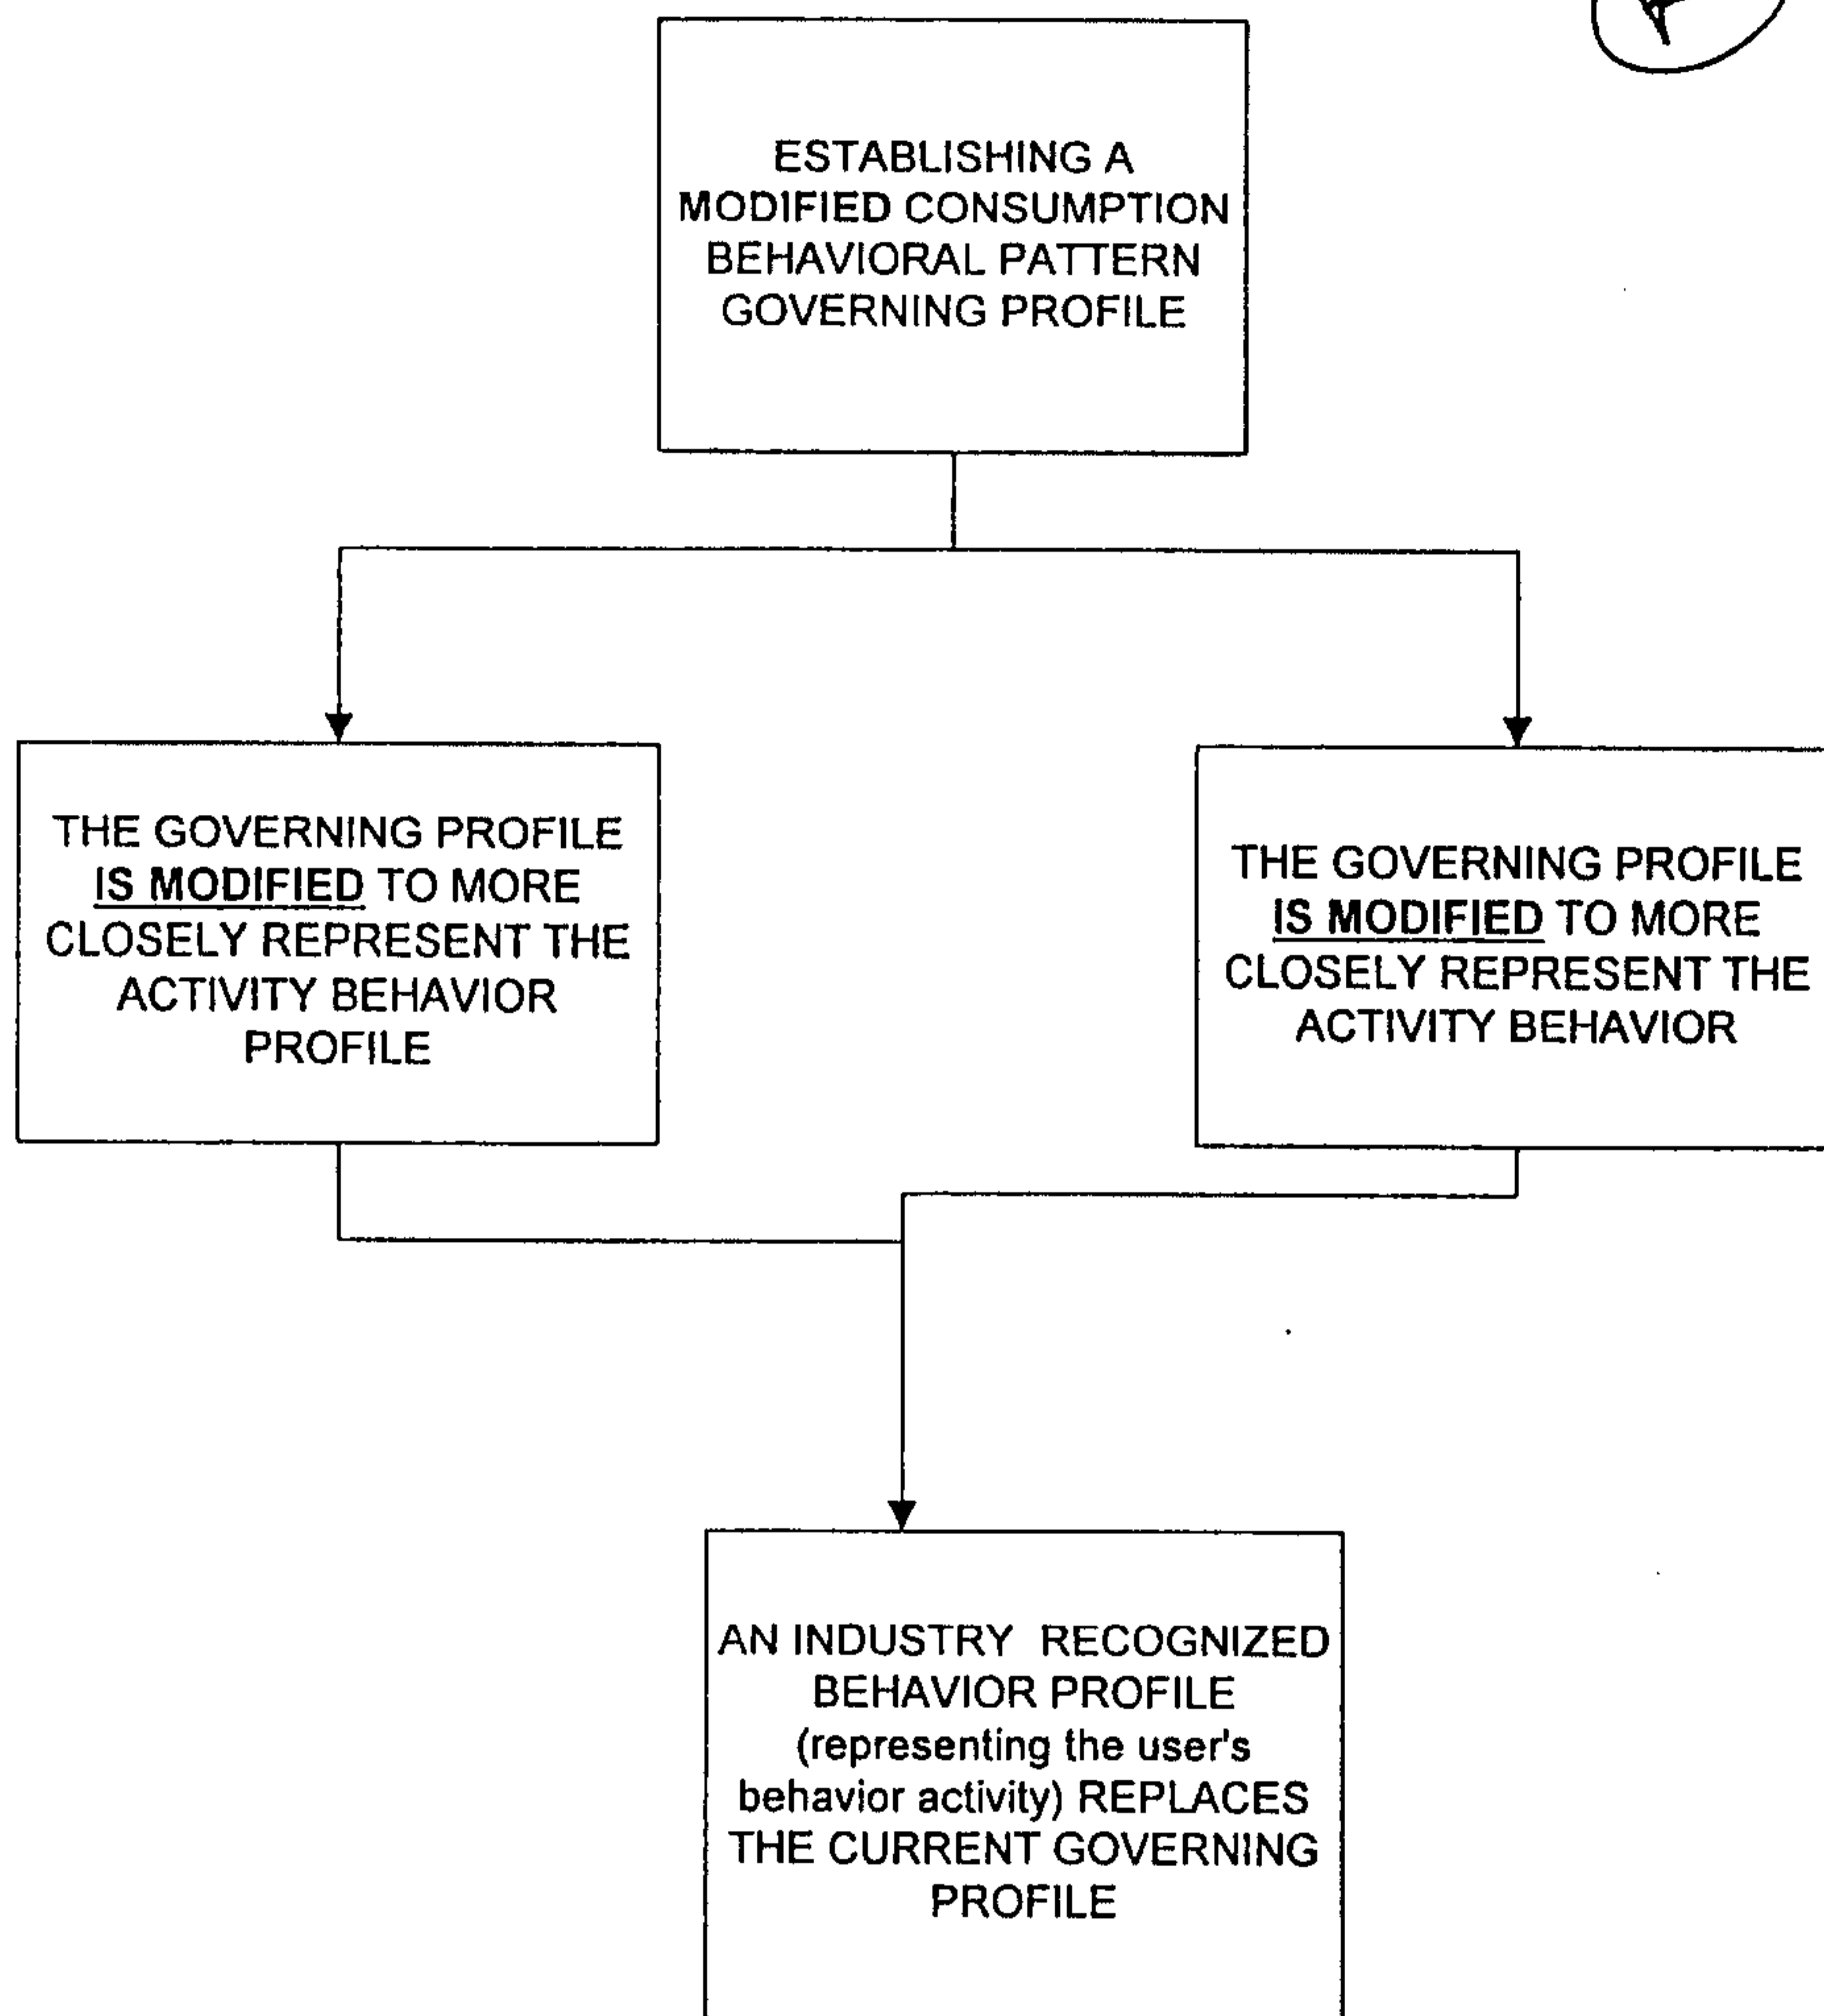 ESTABLISHING A
MODIFIED CONSUMPTION
BEHAVIORAL PATTERN
GOVERNING PROFILE
THE GOVERNING PROFILE
IS MODIFIED TO MORE
CLOSELY REPRESENT THE
ACTIVITY BEHAVIOR
PROFILE
THE GOVERNING PROFILE
IS MODIFIED TO MORE
CLOSELY REPRESENT THE
ACTIVITY BEHAVIOR
AN INDUSTRY RECOGNIZED
BEHAVIOR PROFILE
(representing the user's
behavior activity) REPLACES
THE CURRENT GOVERNING
PROFILE